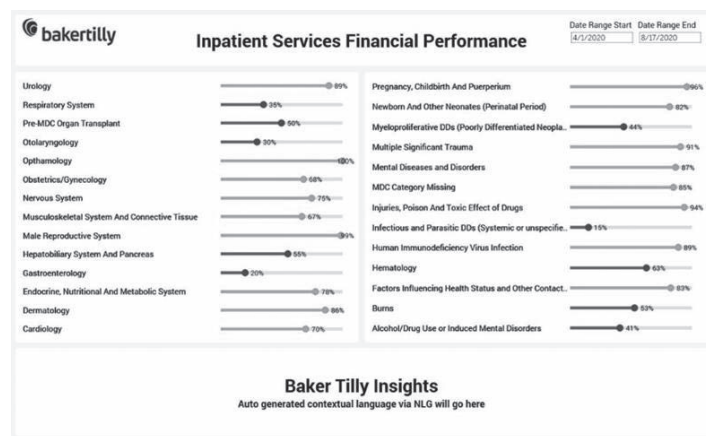 bakertilly
Inpatient Services Financial Performance
Date Range Start Date Range End
4/1/2020 8/17/2020
Urology 89%
Respiratory System 35%
Pre-MDC Organ Transplant 50%
Otolaryngology 30%
Opthamology 100%
Obstetrics/Gynecology 68%
Nervous System 75%
Musculoskeletal System And Connective Tissue 67%
Male Reproductive System 99%
Hepatobiliary System And Pancreas 55%
Gastroenterology 20%
Endocrine, Nutritional And Metabolic System 78%
Dermatology 86%
Cardiology 70%
Pregnancy, Childbirth And Puerperium 96%
Newborn And Other Neonates (Perinatal Period) 82%
Myeloproliferative DDs (Poorly Differentiated Neopla.. 44%
Multiple Significant Trauma 91%
Mental Diseases and Disorders 87%
MDC Category Missing 85%
Injuries, Poison And Toxic Effect of Drugs 94%
Infectious and Parasitic DDs (Systemic or unspecifie.. 15%
Human Immunodeficiency Virus Infection 89%
Hematology 63%
Factors Influencing Health Status and Other Contact.. 83%
Burns 53%
Alcohol/Drug Use or Induced Mental Disorders 41%
Baker Tilly Insights
Auto generated contextual language via NLG will go here